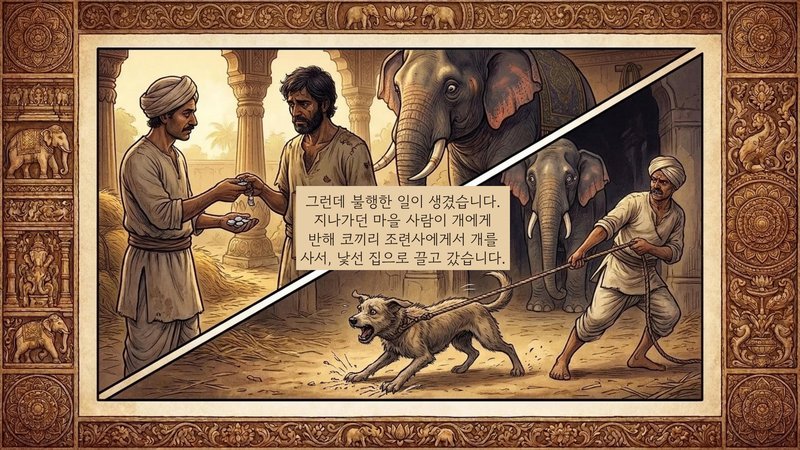 그런데 불행한 일이 생겼습니다.
지나가던 마을 사람이 개에게
반해 코끼리 조련사에게서 개를
사서, 낯선 집으로 끌고 갔습니다.